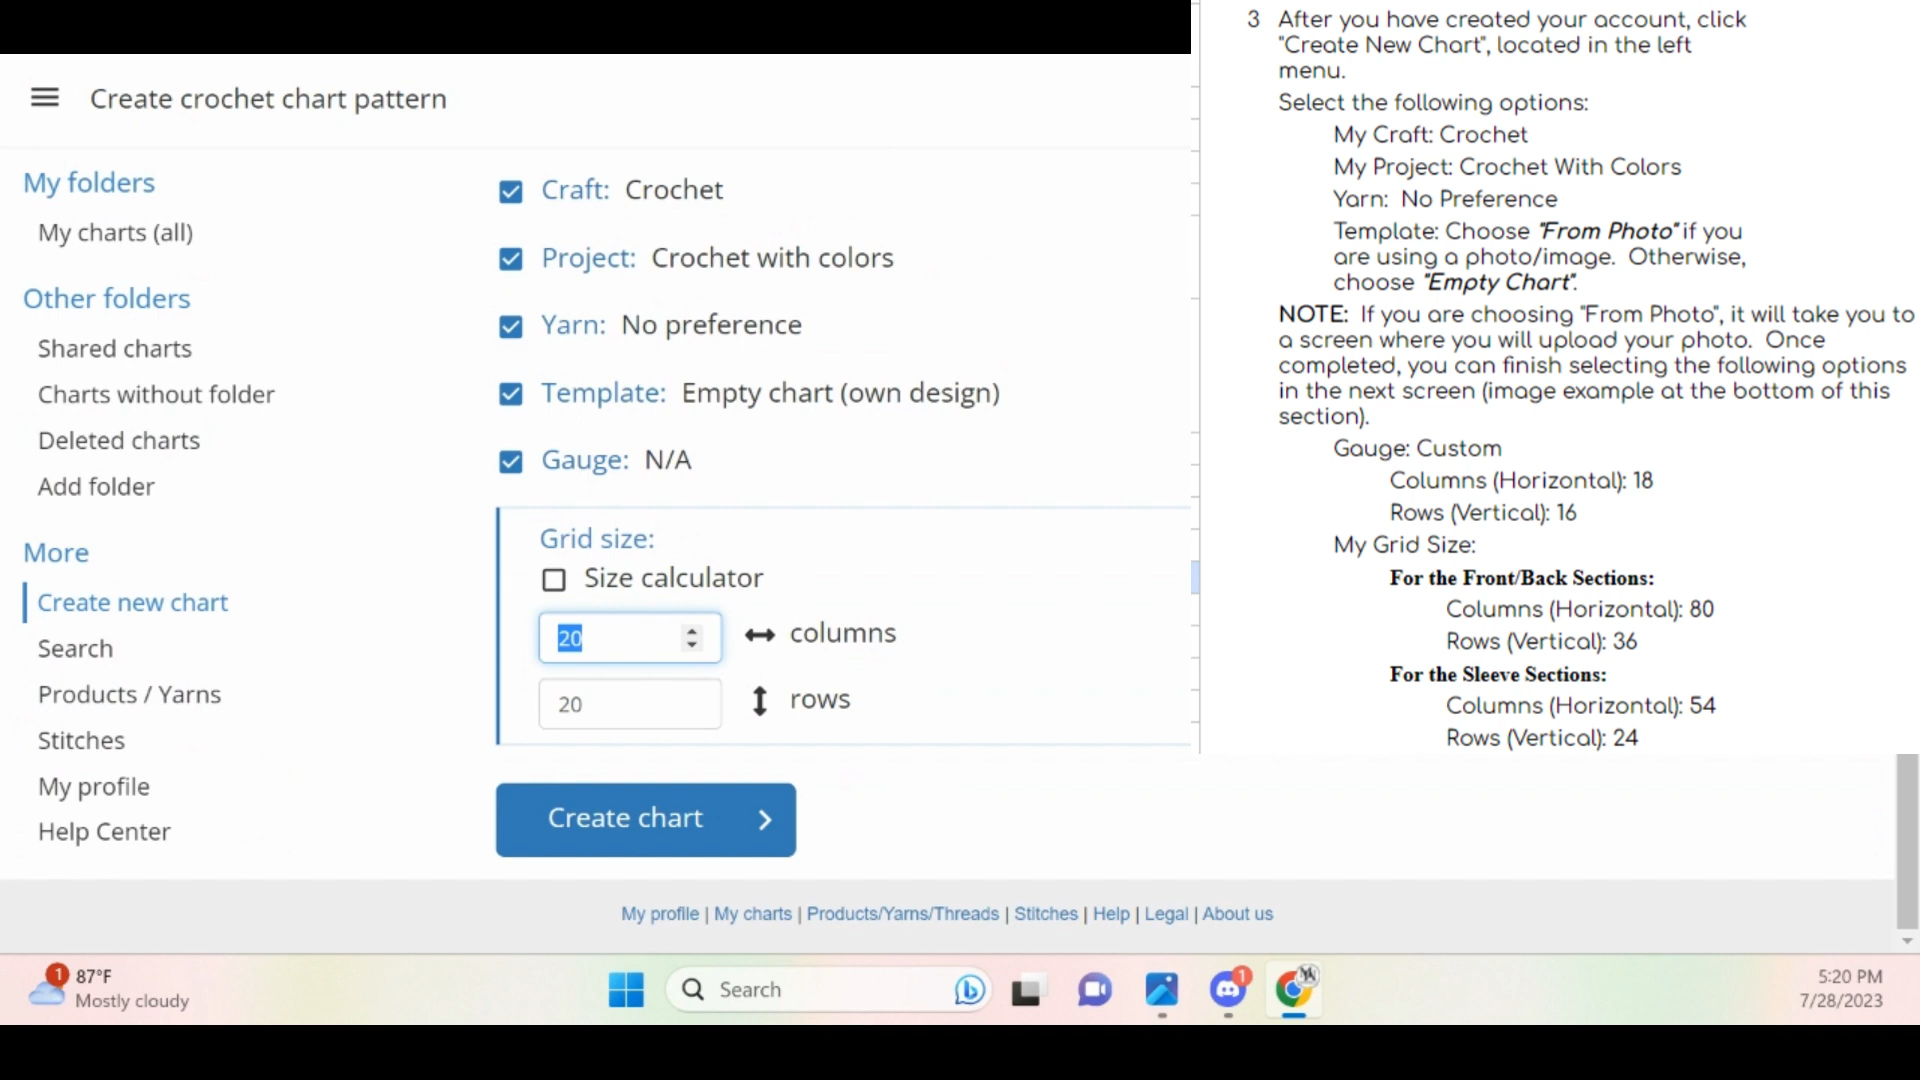 Create crochet chart pattern
My folders
My charts (all)
Other folders
Shared charts
Charts without folder
Deleted charts
Add folder
More
Create new chart
Search
Products / Yarns
Stitches
My profile
Help Center
Craft: Crochet
Project: Crochet with colors
Yarn: No preference
Template: Empty chart (own design)
Gauge: N/A
Grid size:
Size calculator
20 columns
20 rows
Create chart
3 After you have created your account, click
"Create New Chart", located in the left
menu.
Select the following options:
My Craft: Crochet
My Project: Crochet With Colors
Yarn: No Preference
Template: Choose "From Photo" if you
are using a photo/image. Otherwise,
choose "Empty Chart".
NOTE: If you are choosing "From Photo", it will take you to
a screen where you will upload your photo. Once
completed, you can finish selecting the following options
in the next screen (image example at the bottom of this
section).
Gauge: Custom
Columns (Horizontal): 18
Rows (Vertical): 16
My Grid Size:
For the Front/Back Sections:
Columns (Horizontal): 80
Rows (Vertical): 36
For the Sleeve Sections:
Columns (Horizontal): 54
Rows (Vertical): 24
My profile | My charts | Products/Yarns/Threads | Stitches | Help | Legal | About us
1 87°F
Mostly cloudy
Search
1
5:20 PM
7/28/2023